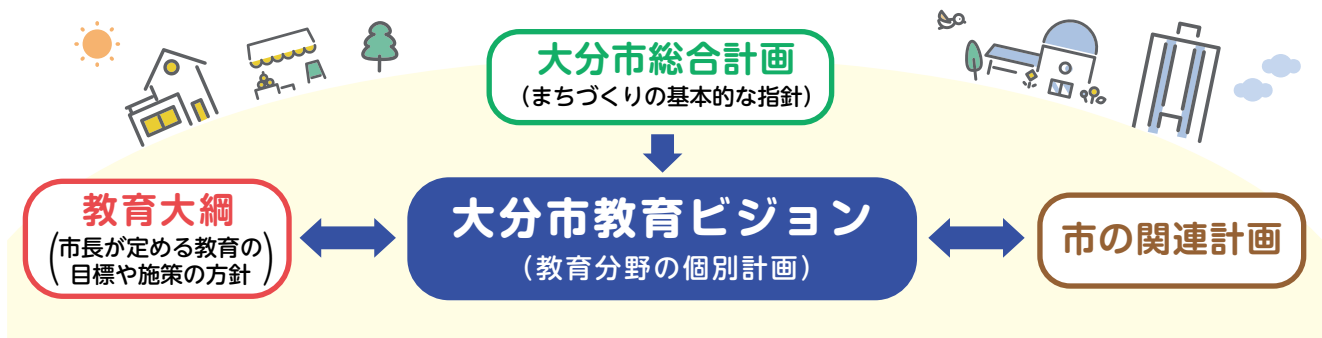 大分市総合計画
（まちづくりの基本的な指針）
教育大綱
（市長が定める教育の
目標や施策の方針）
大分市教育ビジョン
（教育分野の個別計画）
市の関連計画